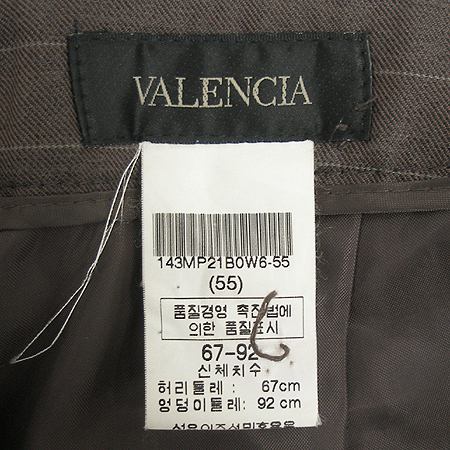 VALENCIA
143MP21B0W6-55
(55)
품질경영 촉진법에
의한 품질표시
67-92
신체치수
허리둘레 : 67cm
엉덩이둘레: 92 cm